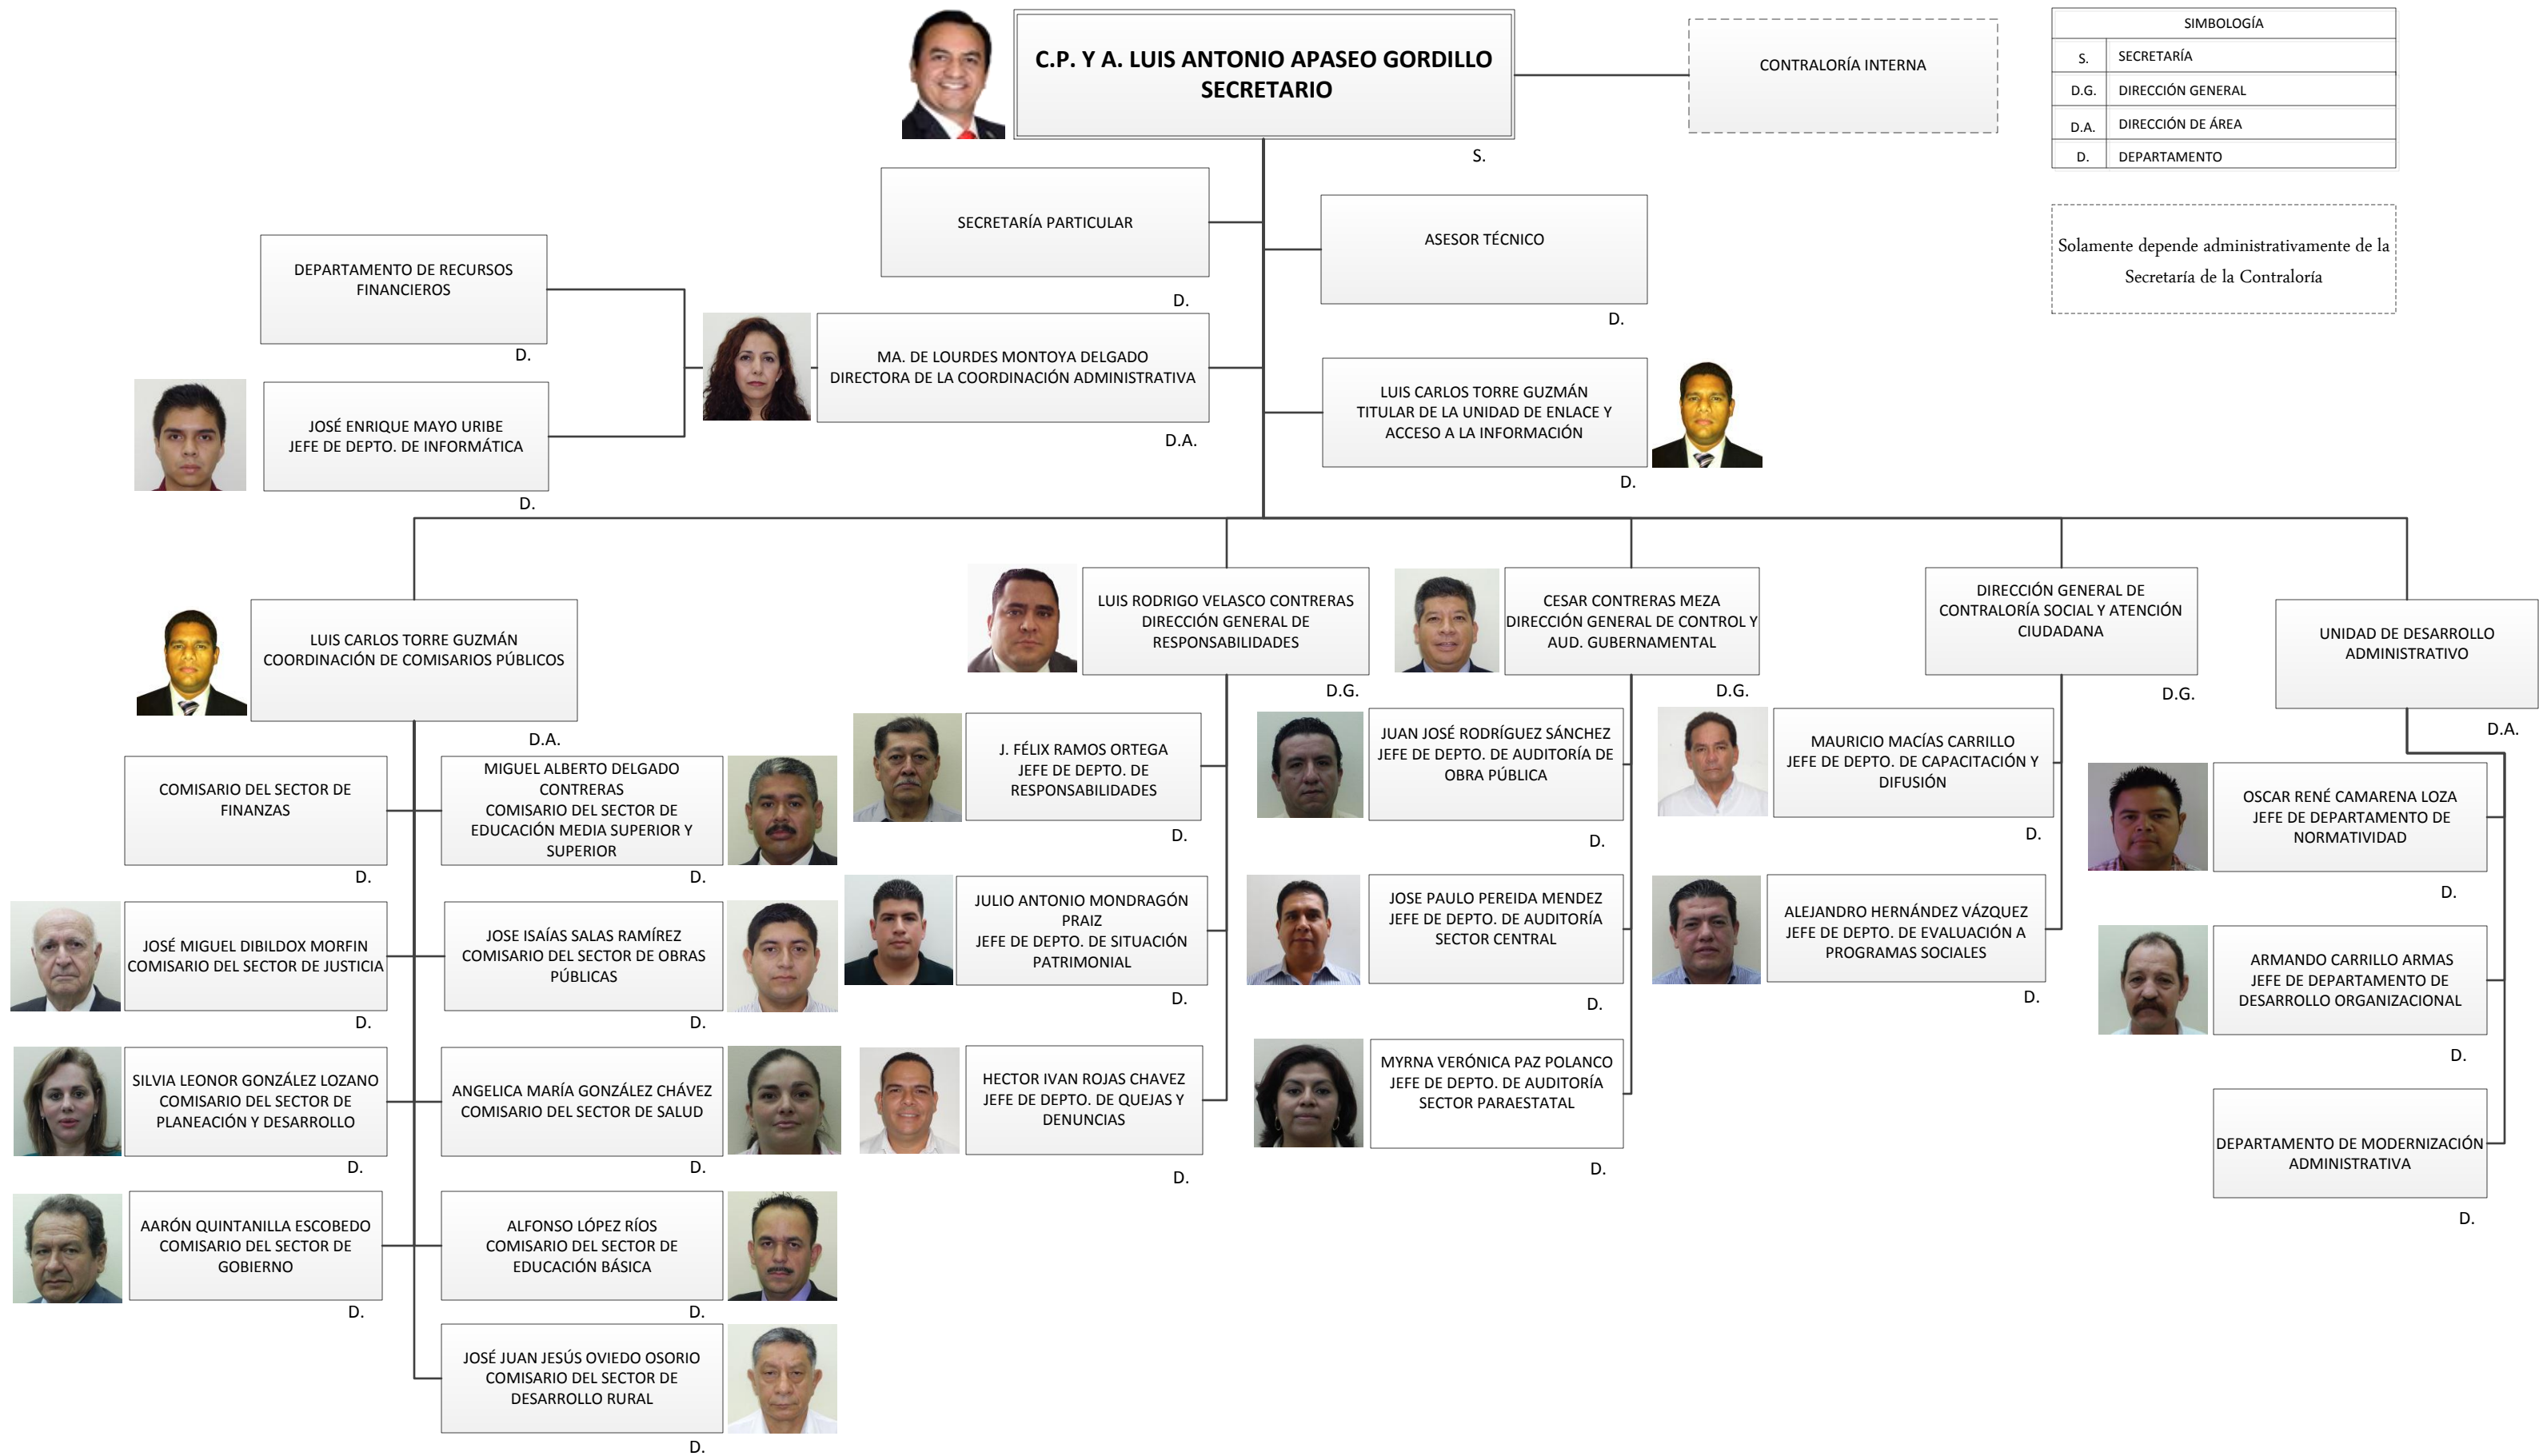 C.P. Y A. LUIS ANTONIO APASEO GORDILLO
SECRETARIO
S.
CONTRALORÍA INTERNA
SIMBOLOGÍA
S. SECRETARÍA
D.G. DIRECCIÓN GENERAL
D.A. DIRECCIÓN DE ÁREA
D. DEPARTAMENTO
Solamente depende administrativamente de la
Secretaría de la Contraloría
SECRETARÍA PARTICULAR
D.
ASESOR TÉCNICO
D.
DEPARTAMENTO DE RECURSOS
FINANCIEROS
D.
MA. DE LOURDES MONTOYA DELGADO
DIRECTORA DE LA COORDINACIÓN ADMINISTRATIVA
D.A.
JOSÉ ENRIQUE MAYO URIBE
JEFE DE DEPTO. DE INFORMÁTICA
D.
LUIS CARLOS TORRE GUZMÁN
TITULAR DE LA UNIDAD DE ENLACE Y
ACCESO A LA INFORMACIÓN
D.
LUIS CARLOS TORRE GUZMÁN
COORDINACIÓN DE COMISARIOS PÚBLICOS
D.A.
COMISARIO DEL SECTOR DE
FINANZAS
D.
MIGUEL ALBERTO DELGADO
CONTRERAS
COMISARIO DEL SECTOR DE
EDUCACIÓN MEDIA SUPERIOR Y
SUPERIOR
D.
JOSÉ MIGUEL DIBILDOX MORFIN
COMISARIO DEL SECTOR DE JUSTICIA
D.
JOSE ISAÍAS SALAS RAMÍREZ
COMISARIO DEL SECTOR DE OBRAS
PÚBLICAS
D.
SILVIA LEONOR GONZÁLEZ LOZANO
COMISARIO DEL SECTOR DE
PLANEACIÓN Y DESARROLLO
D.
ANGELICA MARÍA GONZÁLEZ CHÁVEZ
COMISARIO DEL SECTOR DE SALUD
D.
AARÓN QUINTANILLA ESCOBEDO
COMISARIO DEL SECTOR DE
GOBIERNO
D.
ALFONSO LÓPEZ RÍOS
COMISARIO DEL SECTOR DE
EDUCACIÓN BÁSICA
D.
JOSÉ JUAN JESÚS OVIEDO OSORIO
COMISARIO DEL SECTOR DE
DESARROLLO RURAL
D.
LUIS RODRIGO VELASCO CONTRERAS
DIRECCIÓN GENERAL DE
RESPONSABILIDADES
D.G.
J. FÉLIX RAMOS ORTEGA
JEFE DE DEPTO. DE
RESPONSABILIDADES
D.
JULIO ANTONIO MONDRAGÓN
PRAIZ
JEFE DE DEPTO. DE SITUACIÓN
PATRIMONIAL
D.
HECTOR IVAN ROJAS CHAVEZ
JEFE DE DEPTO. DE QUEJAS Y
DENUNCIAS
D.
CESAR CONTRERAS MEZA
DIRECCIÓN GENERAL DE CONTROL Y
AUD. GUBERNAMENTAL
D.G.
JUAN JOSÉ RODRÍGUEZ SÁNCHEZ
JEFE DE DEPTO. DE AUDITORÍA DE
OBRA PÚBLICA
D.
JOSE PAULO PEREIDA MENDEZ
JEFE DE DEPTO. DE AUDITORÍA
SECTOR CENTRAL
D.
MYRNA VERÓNICA PAZ POLANCO
JEFE DE DEPTO. DE AUDITORÍA
SECTOR PARAESTATAL
D.
DIRECCIÓN GENERAL DE
CONTRALORÍA SOCIAL Y ATENCIÓN
CIUDADANA
D.G.
MAURICIO MACÍAS CARRILLO
JEFE DE DEPTO. DE CAPACITACIÓN Y
DIFUSIÓN
D.
ALEJANDRO HERNÁNDEZ VÁZQUEZ
JEFE DE DEPTO. DE EVALUACIÓN A
PROGRAMAS SOCIALES
D.
UNIDAD DE DESARROLLO
ADMINISTRATIVO
D.A.
OSCAR RENÉ CAMARENA LOZA
JEFE DE DEPARTAMENTO DE
NORMATIVIDAD
D.
ARMANDO CARRILLO ARMAS
JEFE DE DEPARTAMENTO DE
DESARROLLO ORGANIZACIONAL
D.
DEPARTAMENTO DE MODERNIZACIÓN
ADMINISTRATIVA
D.